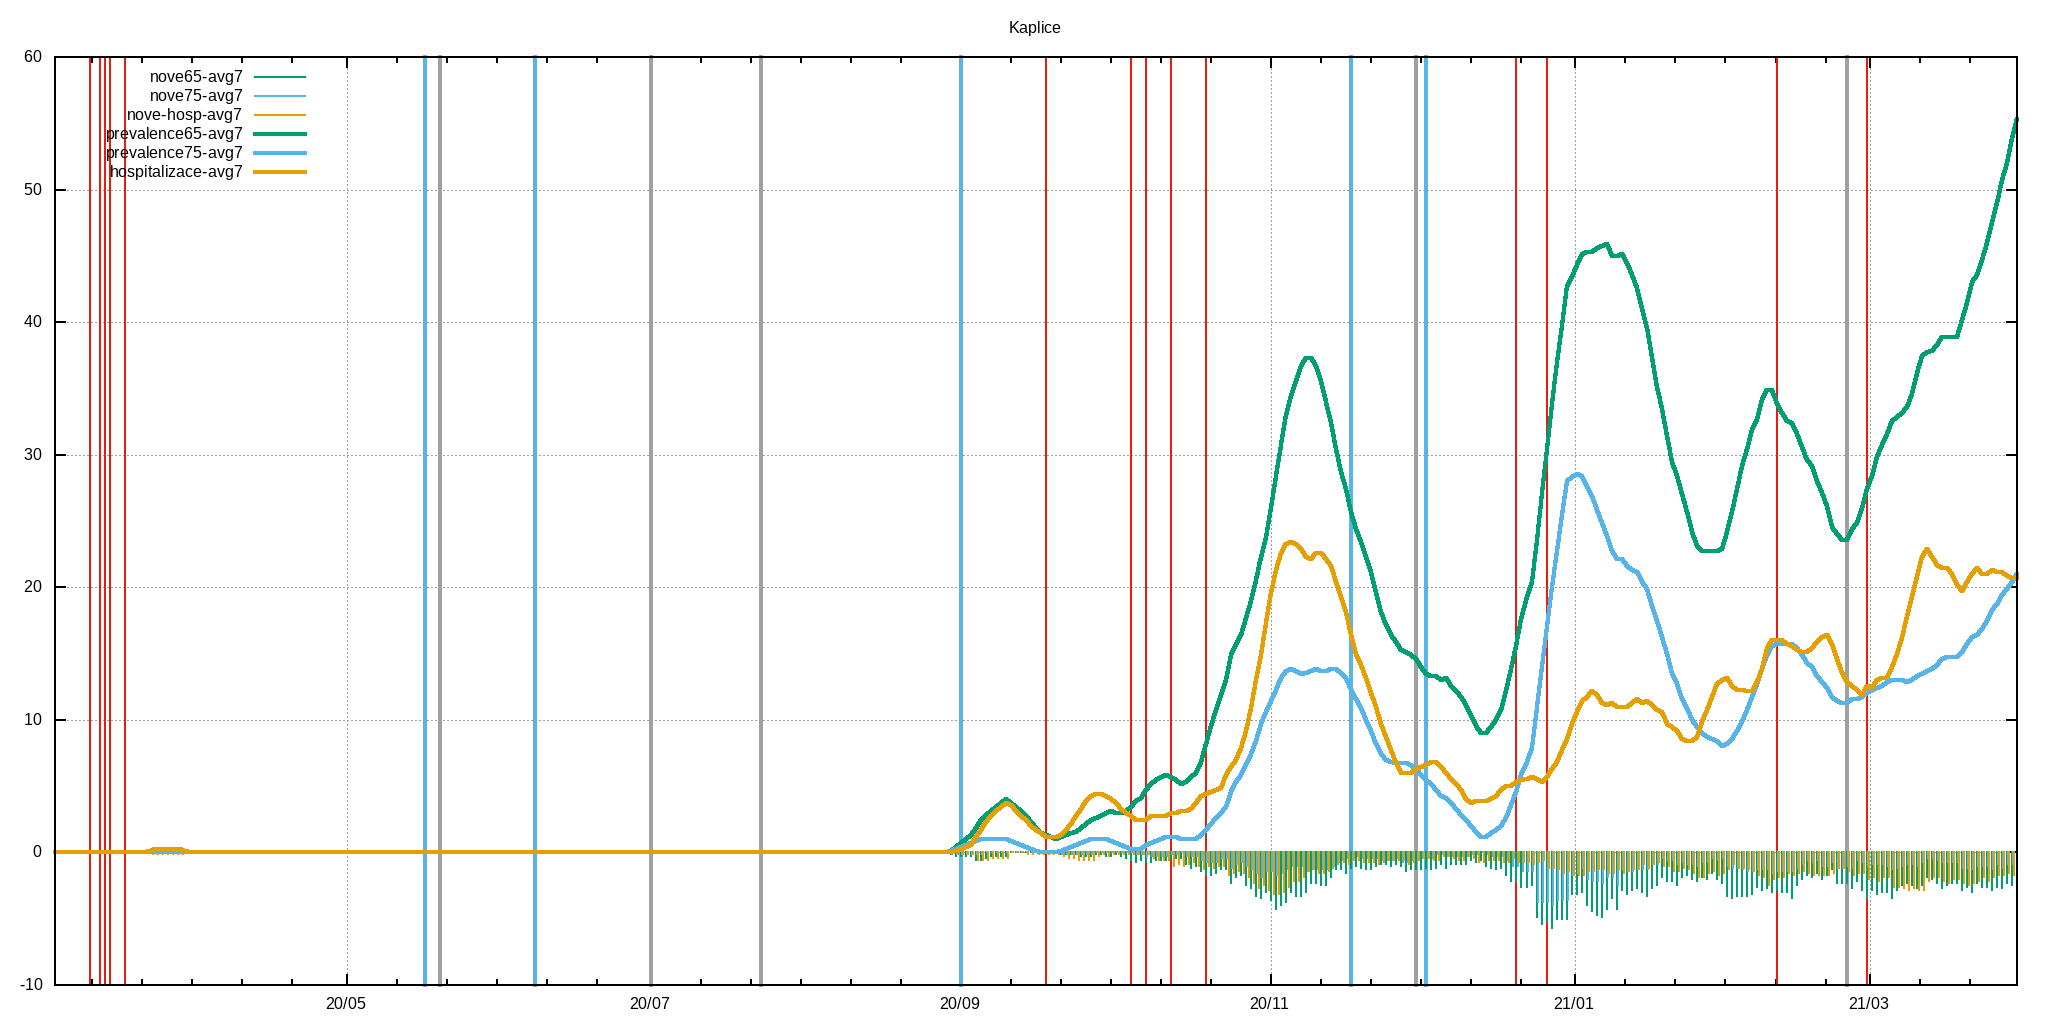 Kaplice
60
nove65-avg7
nove75-avg7
nove-hosp-avg7
prevalence65-avg7
prevalence75-avg7
hospitalizace-avg7
50
40
30
20
10
0
-10
20/05 20/07 20/09 20/11 21/01 21/03